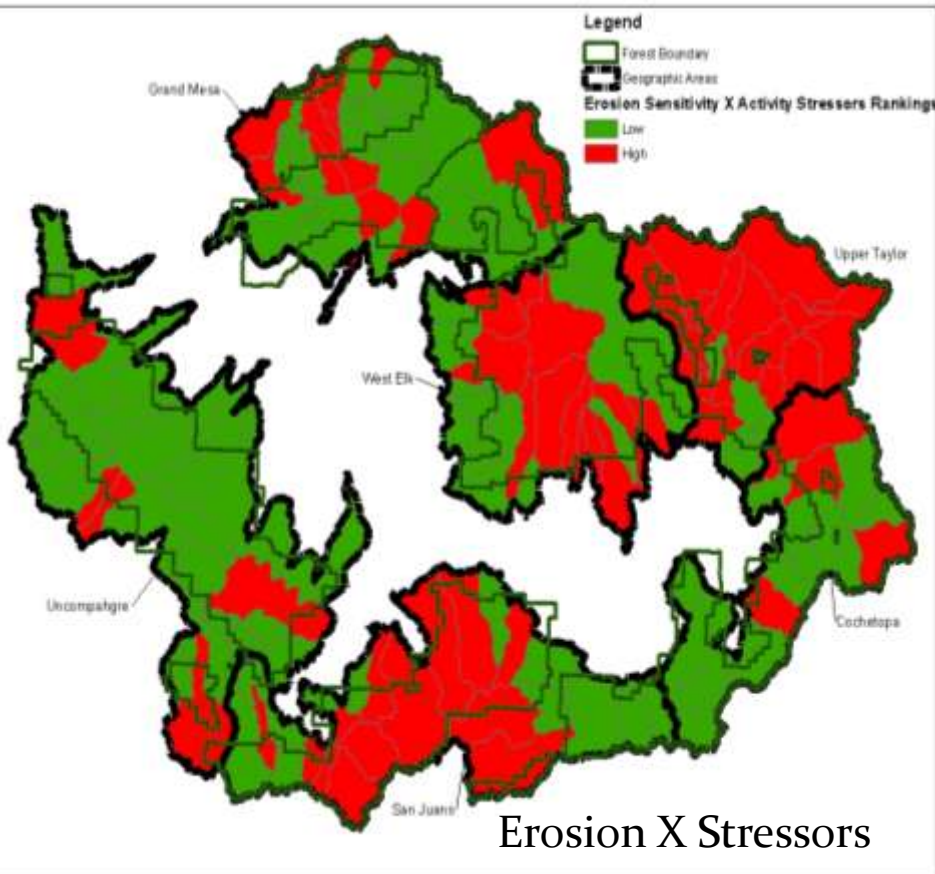 Legend
Forest Boundary
Geographic Areas
Erosion Sensitivity X Activity Stressors Rankings
Low
High
Grand Mesa
Upper Taylor
West Elk
Uncompahgre
Cochetopa
San Juans
Erosion X Stressors